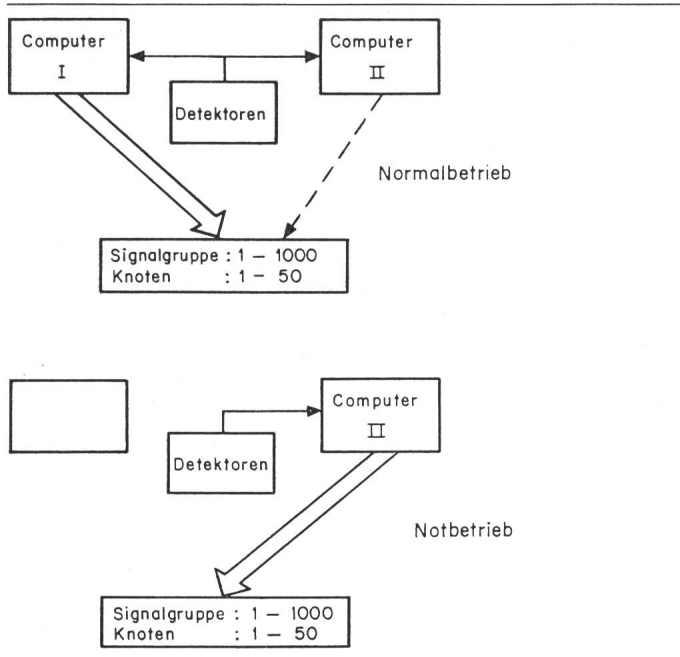 Computer
I
Computer
II
Detektoren
Normalbetrieb
Signalgruppe : 1 – 1000
Knoten : 1 – 50
Computer
II
Detektoren
Notbetrieb
Signalgruppe : 1 – 1000
Knoten : 1 – 50